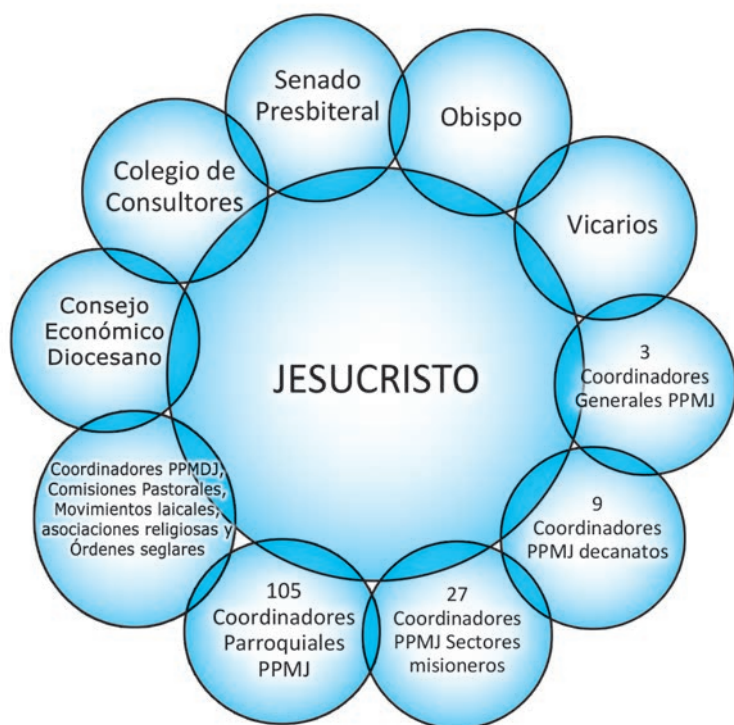 Senado
Presbiteral
Obispo
Vicarios
3
Coordinadores
Generales PPMJ
9
Coordinadores
PPMJ decanatos
27
Coordinadores
PPMJ Sectores
misioneros
105
Coordinadores
Parroquiales
PPMJ
Coordinadores PPMDJ,
Comisiones Pastorales,
Movimientos laicales,
asociaciones religiosas y
Órdenes seglares
Consejo
Económico
Diocesano
Colegio de
Consultores
JESUCRISTO